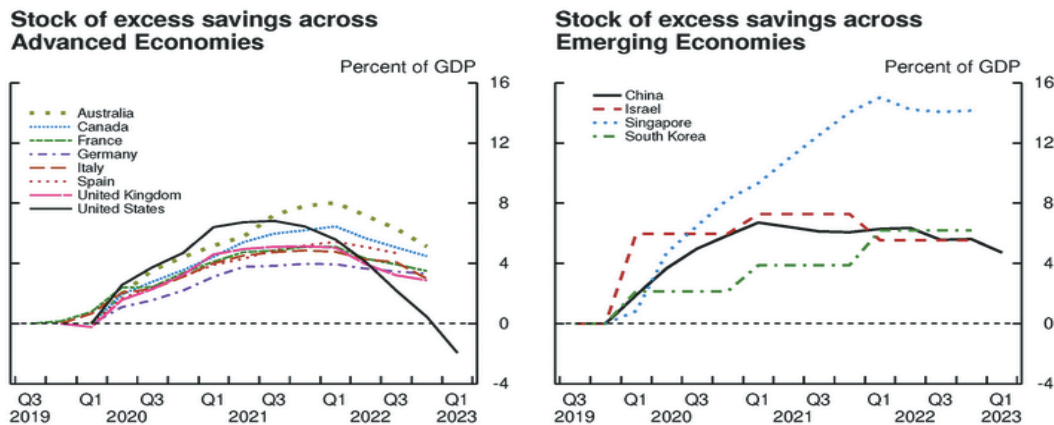 Stock of excess savings across
Advanced Economies
Percent of GDP
16
12
8
4
0
-4
Australia
Canada
France
Germany
Italy
Spain
United Kingdom
United States
Q3 Q1 Q3 Q1 Q3 Q1 Q3 Q1
2019 2020 2021 2022 2023
Stock of excess savings across
Emerging Economies
Percent of GDP
16
12
8
4
0
-4
China
Israel
Singapore
South Korea
Q3 Q1 Q3 Q1 Q3 Q1 Q3 Q1
2019 2020 2021 2022 2023